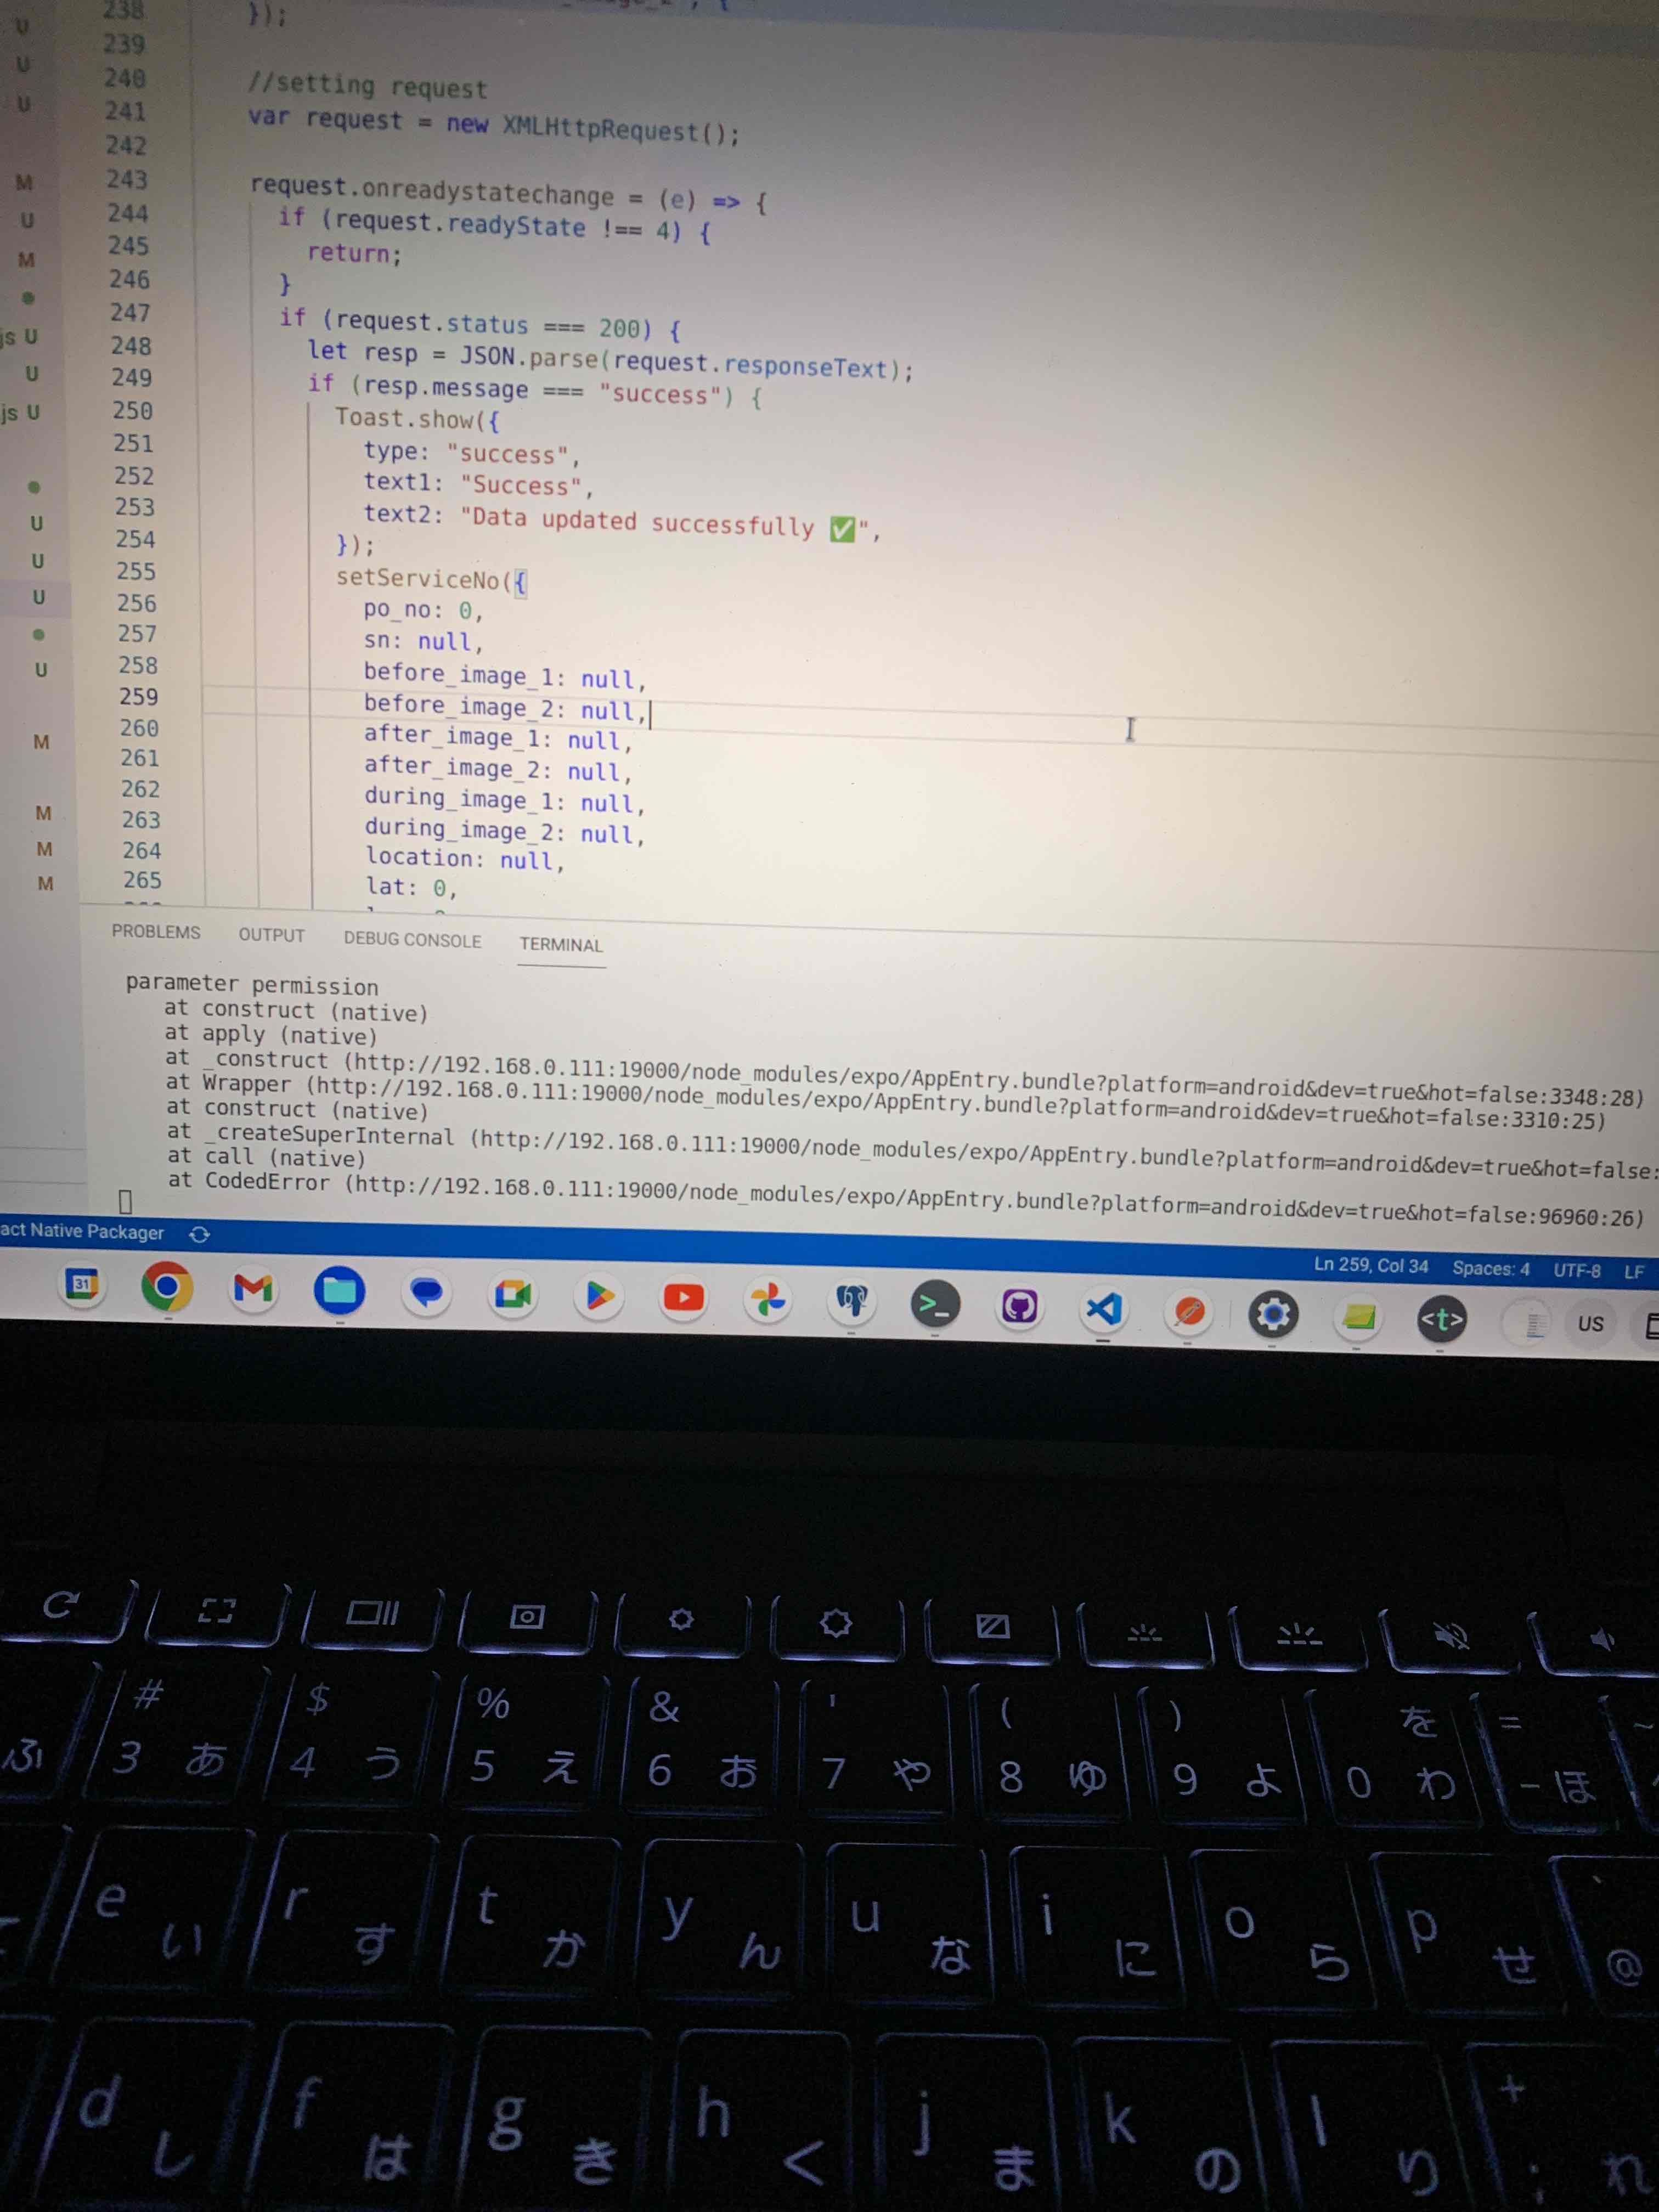 238 });
239
240 //setting request
241 var request = new XMLHttpRequest();
242
243 request.onreadystatechange = (e) => {
244 if (request.readyState !== 4) {
245 return;
246 }
247 if (request.status === 200) {
248 let resp = JSON.parse(request.responseText);
249 if (resp.message === "success") {
250 Toast.show({
251 type: "success",
252 text1: "Success",
253 text2: "Data updated successfully ✅",
254 });
255 setServiceNo({
256 po_no: 0,
257 sn: null,
258 before_image_1: null,
259 before_image_2: null,
260 after_image_1: null,
261 after_image_2: null,
262 during_image_1: null,
263 during_image_2: null,
264 location: null,
265 lat: 0,
U
U
U
M
U
M
js U
U
js U
U
U
U
U
M
M
M
M
PROBLEMS OUTPUT DEBUG CONSOLE TERMINAL
parameter permission
at construct (native)
at apply (native)
at _construct (http://192.168.0.111:19000/node_modules/expo/AppEntry.bundle?platform=android&dev=true&hot=false:3348:28)
at Wrapper (http://192.168.0.111:19000/node_modules/expo/AppEntry.bundle?platform=android&dev=true&hot=false:3310:25)
at construct (native)
at _createSuperInternal (http://192.168.0.111:19000/node_modules/expo/AppEntry.bundle?platform=android&dev=true&hot=false:
at call (native)
at CodedError (http://192.168.0.111:19000/node_modules/expo/AppEntry.bundle?platform=android&dev=true&hot=false:96960:26)
act Native Packager Ln 259, Col 34 Spaces: 4 UTF-8 LF
31 >_ <t> US
# $ % & ' ( ) を = ~
ふ 3 あ 4 う 5 え 6 お 7 や 8 ゆ 9 よ 0 わ - ほ
e い r す t か y ん u な i に o ら p せ ` @
d し f は g き h く j ま k の l り + ; れ